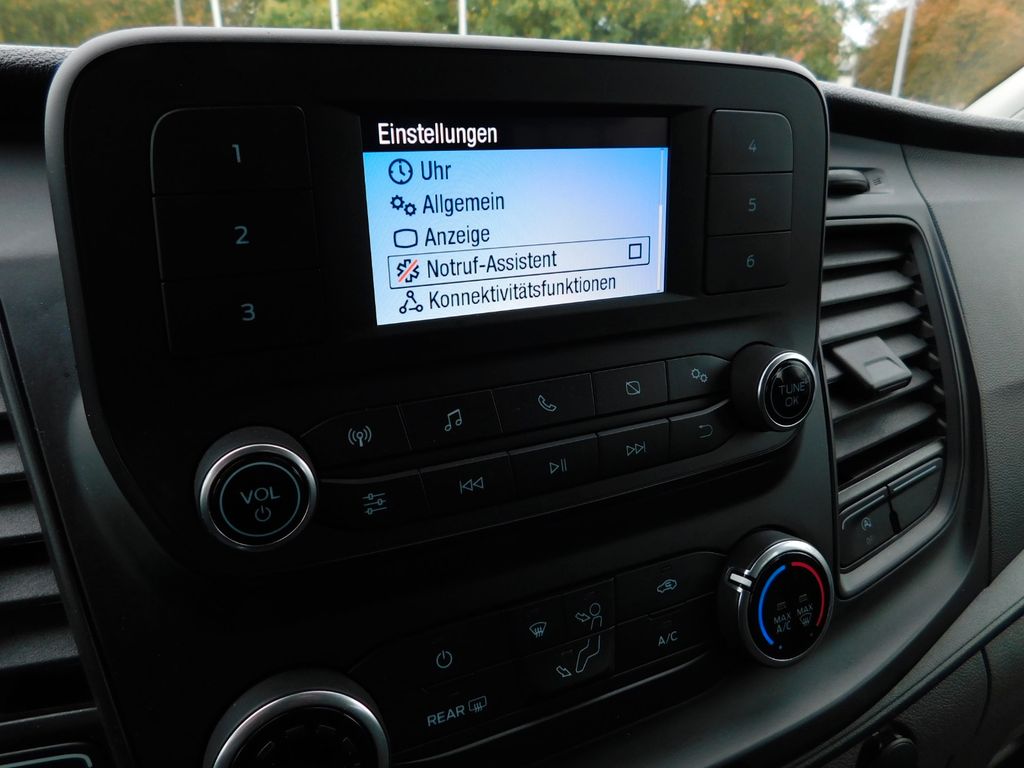 Einstellungen
1
Uhr
4
Allgemein
2
Anzeige
5
Notruf-Assistent
3
Konnektivitätsfunktionen
6
TUNE
OK
VOL
MAX
A/C
MAX
A/C
REAR